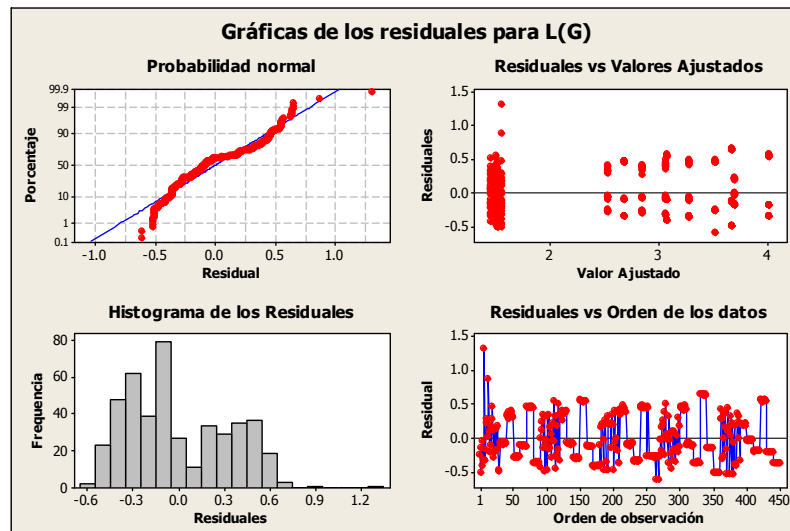 Gráficas de los residuales para L(G)
Probabilidad normal
Porcentaje
99.9
99
90
50
10
1
0.1
-1.0 -0.5 0.0 0.5 1.0
Residual
Residuales vs Valores Ajustados
Residuales
1.5
1.0
0.5
0.0
-0.5
2 3 4
Valor Ajustado
Histograma de los Residuales
Frequencia
80
60
40
20
0
-0.6 -0.3 0.0 0.3 0.6 0.9 1.2
Residuales
Residuales vs Orden de los datos
Residual
1.5
1.0
0.5
0.0
-0.5
1 50 100 150 200 250 300 350 400 450
Orden de observación